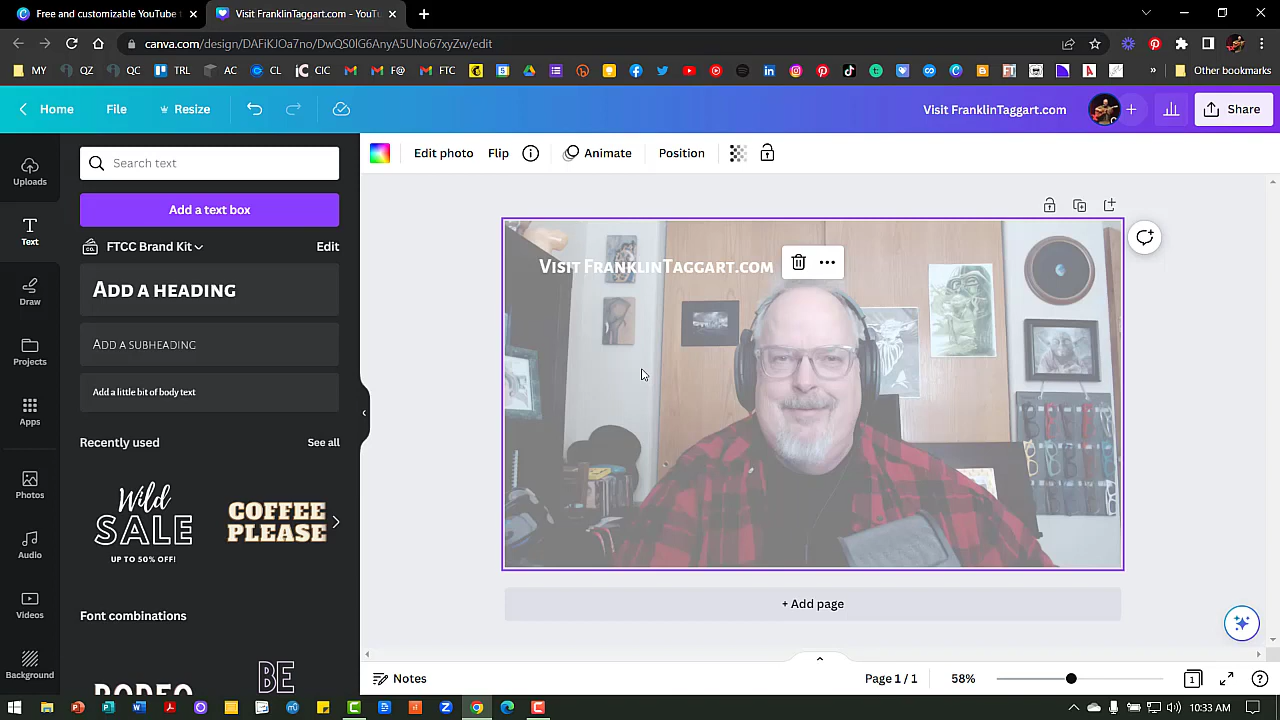 Free and customizable YouTube
Visit FranklinTaggart.com - YouTu
canva.com/design/DAFiKJOa7no/DwQS0lG6AnyA5UNo67xyZw/edit
MY
QZ
QC
TRL
AC
CL
CIC
F@
FTC
Other bookmarks
Home
File
Resize
Visit FranklinTaggart.com
Share
Uploads
Text
Draw
Projects
Apps
Photos
Audio
Videos
Background
Search text
Add a text box
FTCC Brand Kit
Edit
Add a heading
Add a subheading
Add a little bit of body text
Recently used
See all
Wild
SALE
UP TO 50% OFF!
COFFEE
PLEASE
Font combinations
RODEO
BE
Edit photo
Flip
Animate
Position
Visit FranklinTaggart.com
+ Add page
Notes
Page 1 / 1
58%
1
10:33 AM